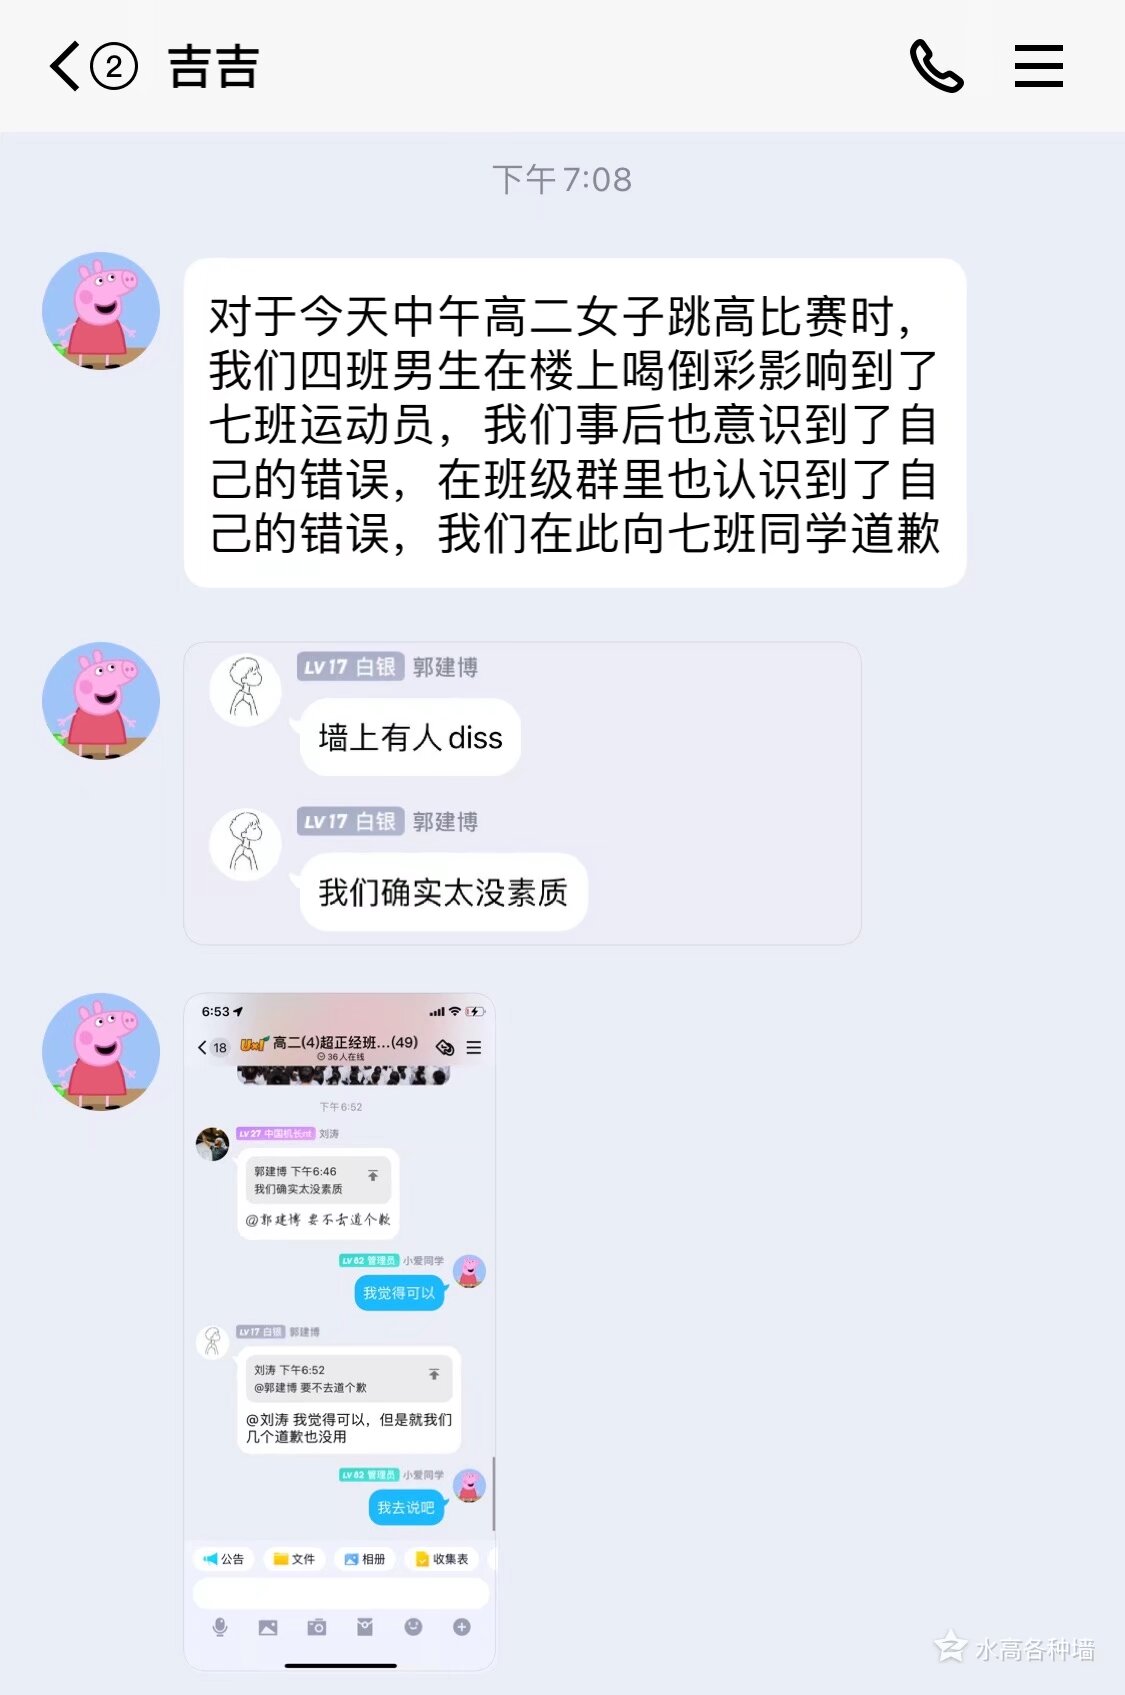 2 吉吉
下午 7:08
对于今天中午高二女子跳高比赛时，
我们四班男生在楼上喝倒彩影响到了
七班运动员，我们事后也意识到了自
己的错误，在班级群里也认识到了自
己的错误，我们在此向七班同学道歉
LV17 白银 郭建博
墙上有人diss
LV17 白银 郭建博
我们确实太没素质
6:53
18 高二(4)超正经班...(49)
36人在线
下午6:52
LV27 中国机长nt 刘涛
郭建博 下午6:46
我们确实太没素质
@郭建博 要不去道个歉
LV62 管理员 小爱同学
我觉得可以
LV17 白银 郭建博
刘涛 下午6:52
@郭建博 要不去道个歉
@刘涛 我觉得可以，但是就我们
几个道歉也没用
LV62 管理员 小爱同学
我去说吧
公告 文件 相册 收集表
水高各种墙